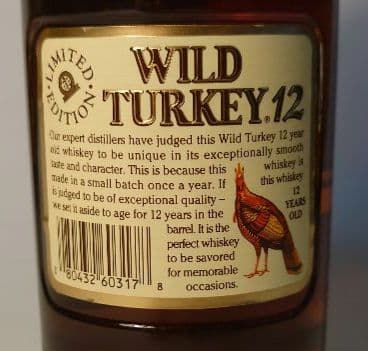 LIMITED EDITION
WILD
TURKEY. 12
Our expert distillers have judged this Wild Turkey 12 year
old whiskey to be unique in its exceptionally smooth
taste and character. This is because this whiskey is
made in a small batch once a year. If this whiskey
is judged to be of exceptional quality –
we set it aside to age for 12 years in the
barrel. It is the
perfect whiskey
to be savored
for memorable
occasions.
12
YEARS
OLD
80432 60317 8